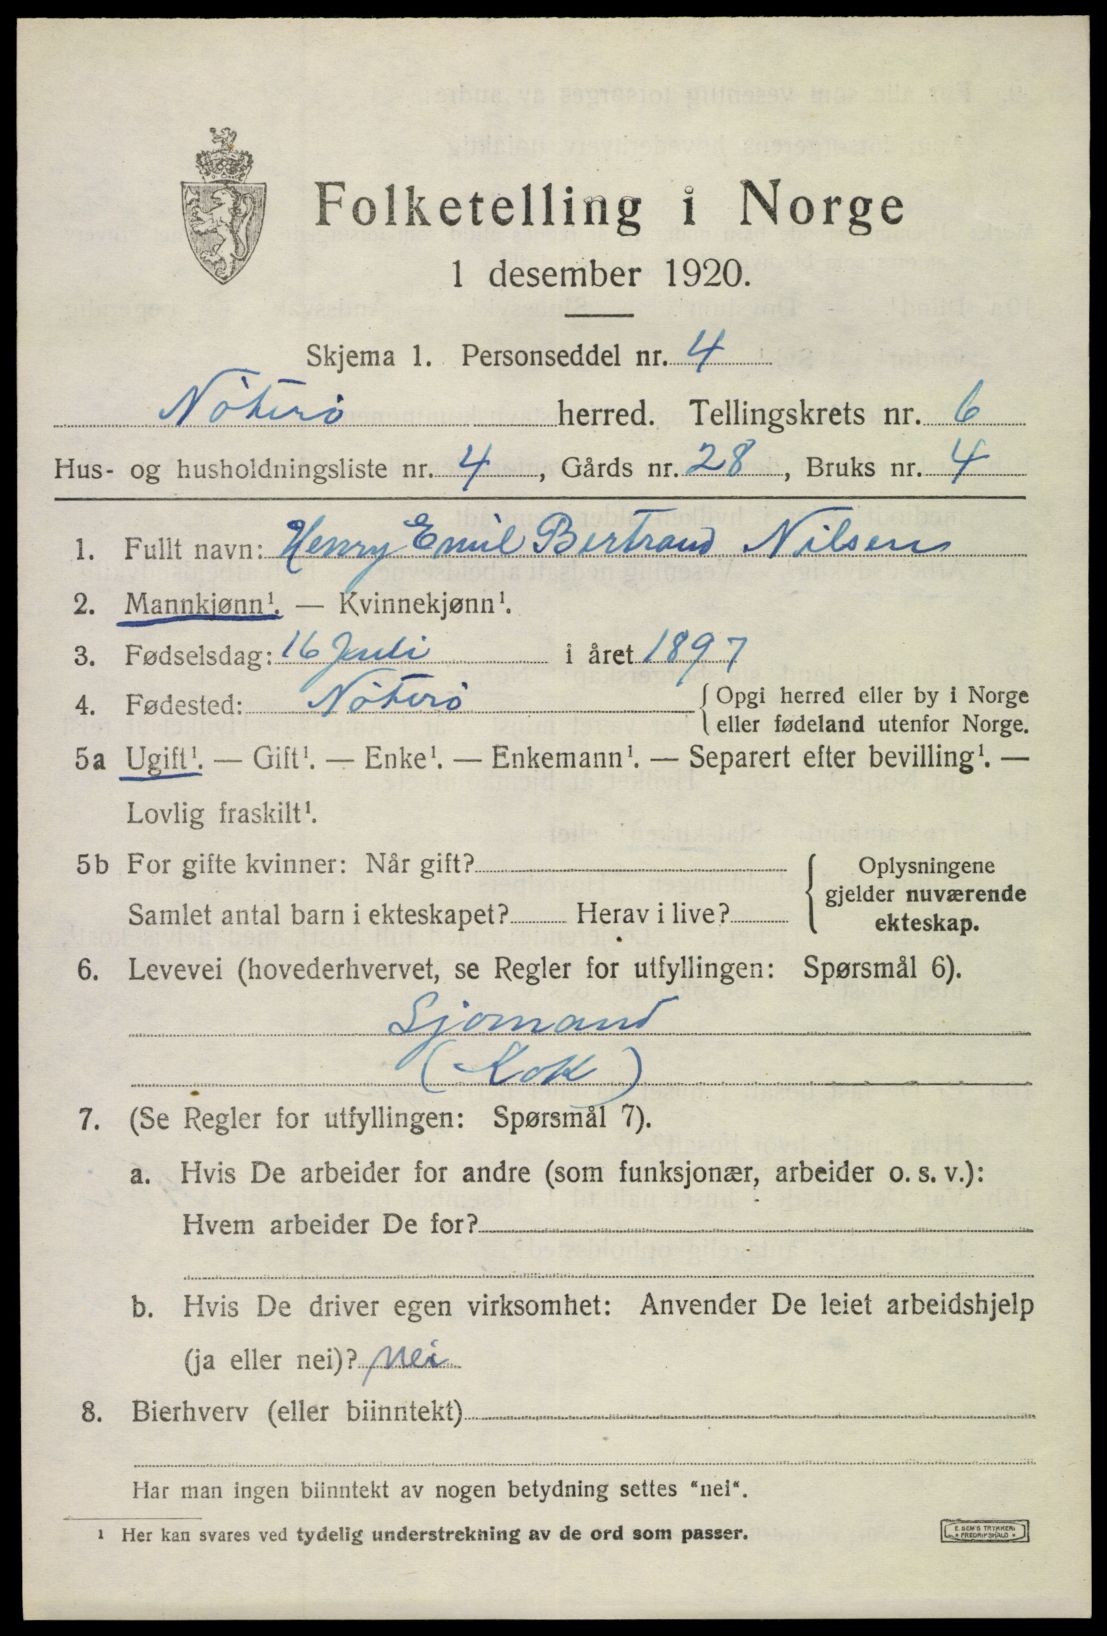 Folketelling i Norge
1 desember 1920.
Skjema 1. Personseddel nr. 4
Nøterø herred. Tellingskrets nr. 6
Hus- og husholdningsliste nr. 4, Gårds nr. 28, Bruks nr. 4
1. Fullt navn: Henry Emil Bertrand Nilsen
2. Mannkjønn¹. — Kvinnekjønn¹.
3. Fødselsdag: 16 Juli i året 1897
4. Fødested: Nøterø { Opgi herred eller by i Norge
eller fødeland utenfor Norge.
5a Ugift¹. — Gift¹. — Enke¹. — Enkemann¹. — Separert efter bevilling¹. —
Lovlig fraskilt¹.
5b For gifte kvinner: Når gift?
Samlet antal barn i ekteskapet? Herav i live?
{ Oplysningene
gjelder nuværende
ekteskap.
6. Levevei (hovederhvervet, se Regler for utfyllingen: Spørsmål 6).
Sjömand
(Kok)
7. (Se Regler for utfyllingen: Spørsmål 7).
a. Hvis De arbeider for andre (som funksjonær, arbeider o. s. v.):
Hvem arbeider De for?
b. Hvis De driver egen virksomhet: Anvender De leiet arbeidshjelp
(ja eller nei)? nei
8. Bierhverv (eller biinntekt)
Har man ingen biinntekt av nogen betydning settes "nei".
¹ Her kan svares ved tydelig understrekning av de ord som passer.
E. SEM'S TRYKKERI
FREDRIKSHALD